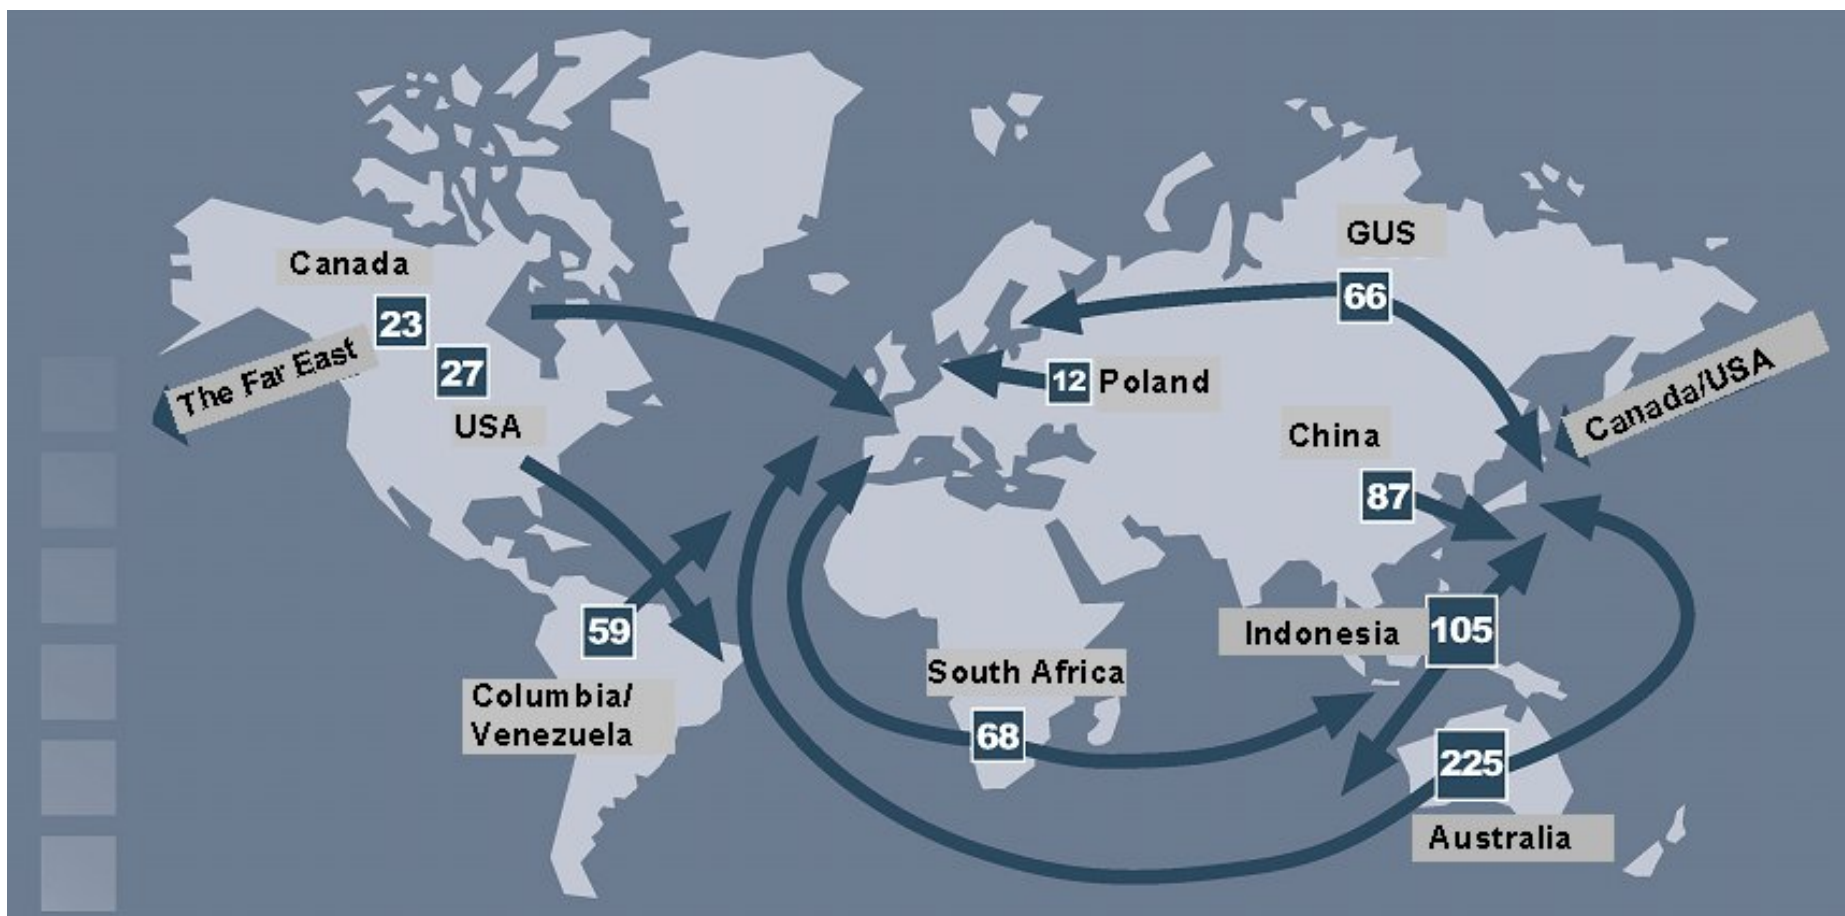 GUS
66
Canada
23
The Far East
27
USA
12 Poland
Canada/USA
China
87
59
Indonesia 105
South Africa
Columbia/
Venezuela
68
225
Australia